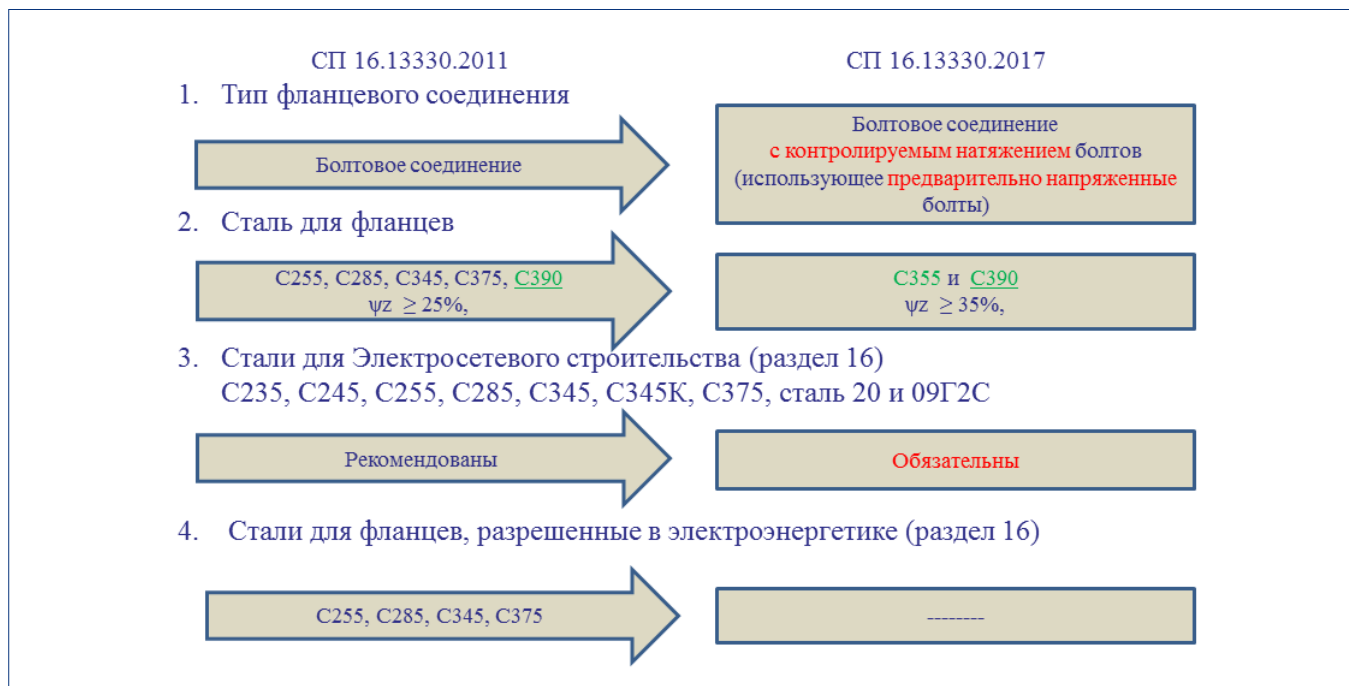 СП 16.13330.2011
СП 16.13330.2017
1. Тип фланцевого соединения
Болтовое соединение
Болтовое соединение
с контролируемым натяжением болтов
(использующее предварительно напряженные
болты)
2. Сталь для фланцев
С255, С285, С345, С375, С390
ψz ≥ 25%,
С355 и С390
ψz ≥ 35%,
3. Стали для Электросетевого строительства (раздел 16)
С235, С245, С255, С285, С345, С345К, С375, сталь 20 и 09Г2С
Рекомендованы
Обязательны
4. Стали для фланцев, разрешенные в электроэнергетике (раздел 16)
С255, С285, С345, С375
--------